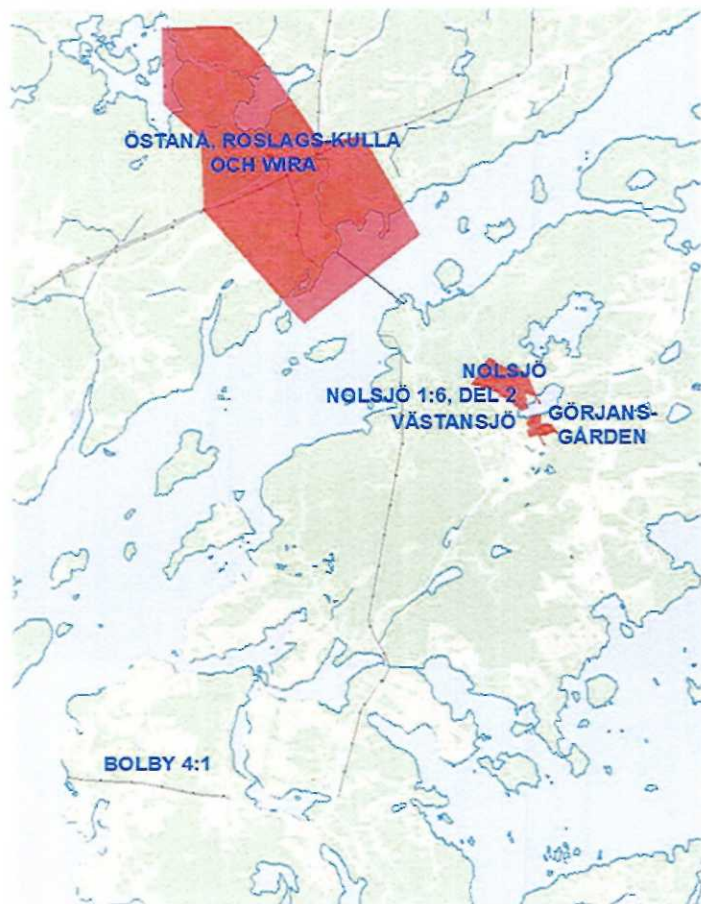 ÖSTANÅ, ROSLAGS-KULLA
OCH WIRA
NOLSJÖ
NOLSJÖ 1:6, DEL 2
VÄSTANSJÖ
GÖRJANS-
GÅRDEN
BOLBY 4:1